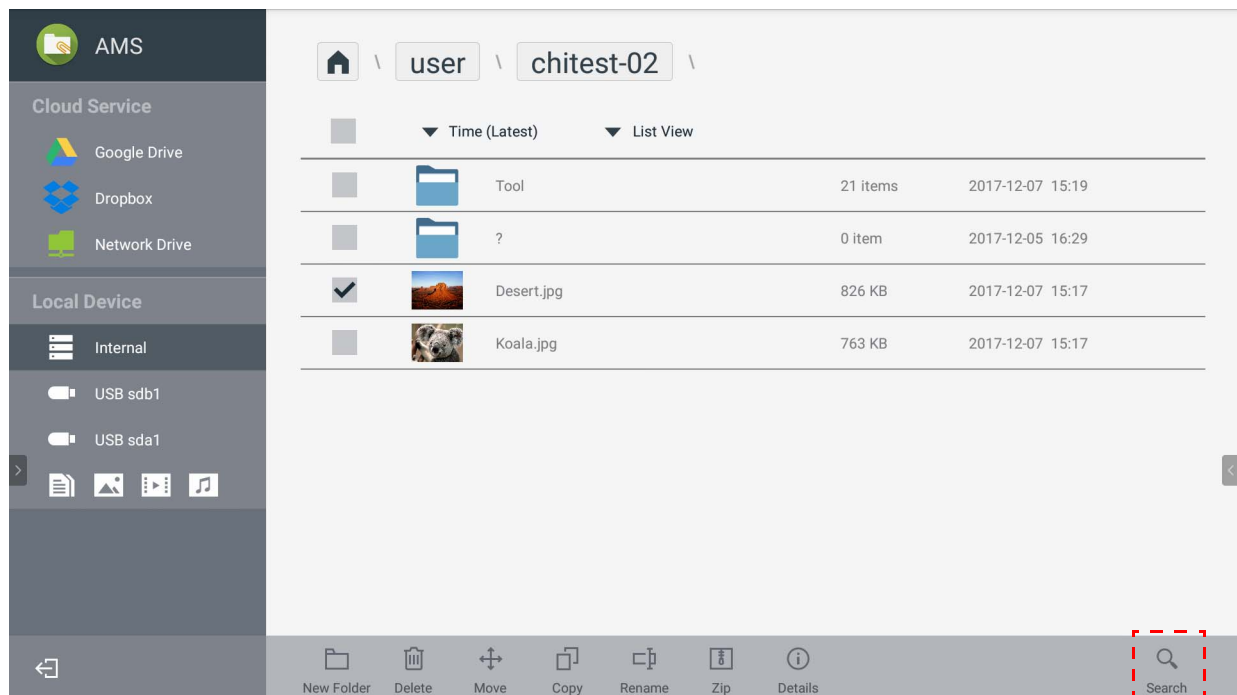 AMS
Cloud Service
Google Drive
Dropbox
Network Drive
Local Device
Internal
USB sdb1
USB sda1
\ user \ chitest-02 \
Time (Latest) List View
Tool 21 items 2017-12-07 15:19
? 0 item 2017-12-05 16:29
Desert.jpg 826 KB 2017-12-07 15:17
Koala.jpg 763 KB 2017-12-07 15:17
New Folder Delete Move Copy Rename Zip Details Search